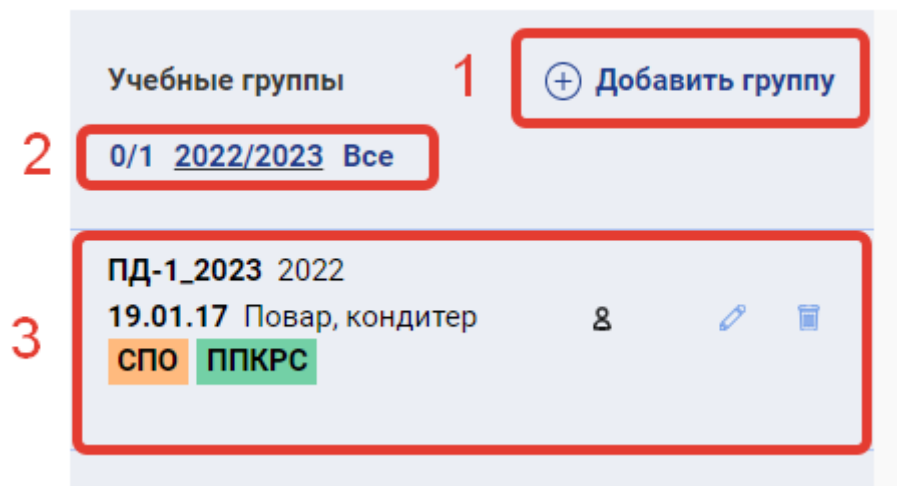 Учебные группы 1 Добавить группу
2 0/1 2022/2023 Все
ПД-1_2023 2022
19.01.17 Повар, кондитер
3
СПО ППКРС